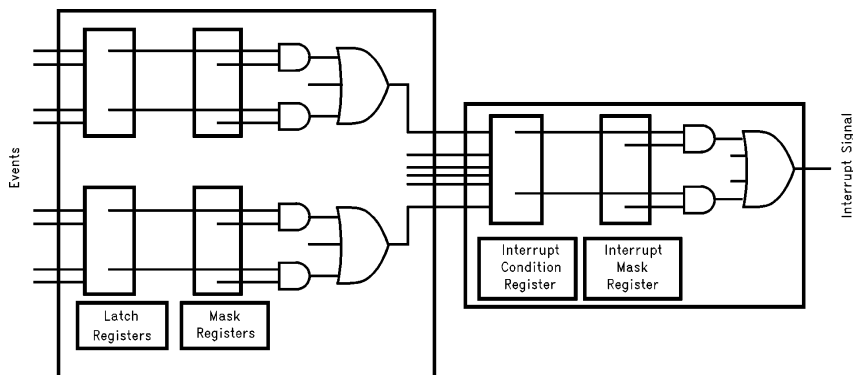 Events
Latch
Registers
Mask
Registers
Interrupt
Condition
Register
Interrupt
Mask
Register
Interrupt Signal